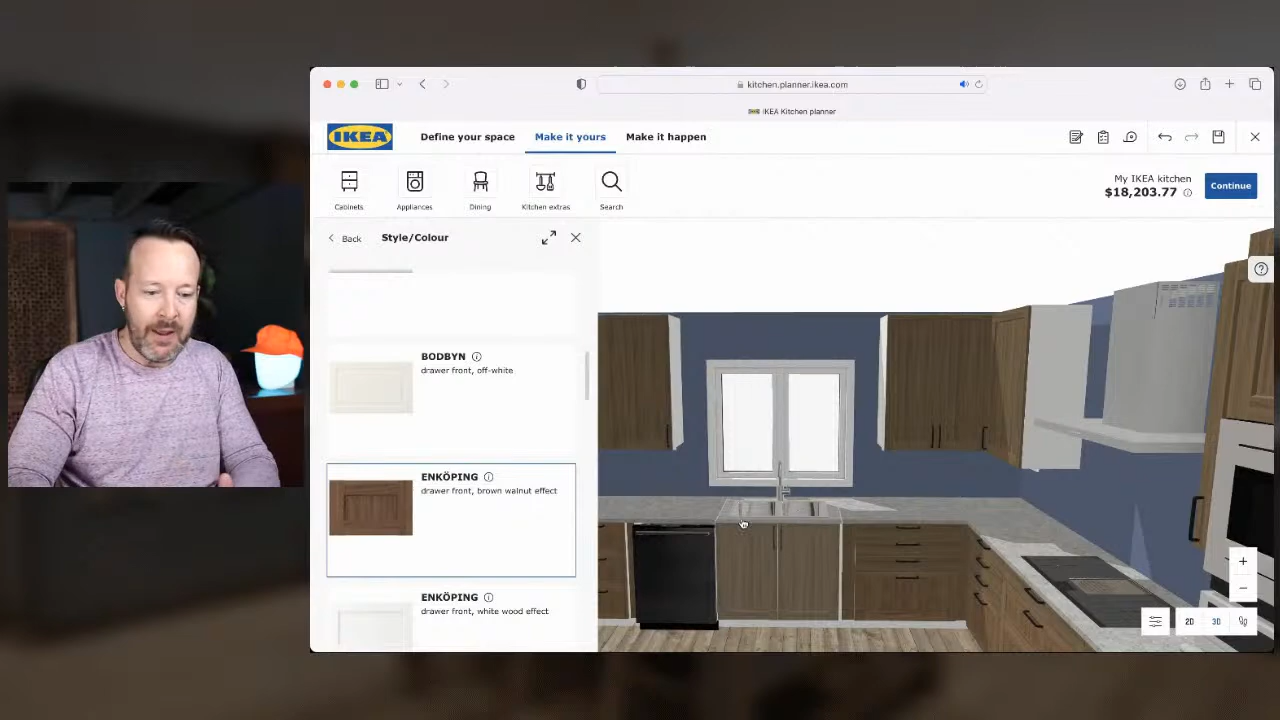 kitchen.planner.ikea.com
IKEA Kitchen planner
IKEA
Define your space
Make it yours
Make it happen
Cabinets
Appliances
Dining
Kitchen extras
Search
My IKEA kitchen
$18,203.77
Continue
Back
Style/Colour
BODBYN
drawer front, off-white
ENKÖPING
drawer front, brown walnut effect
ENKÖPING
drawer front, white wood effect
2D
3D